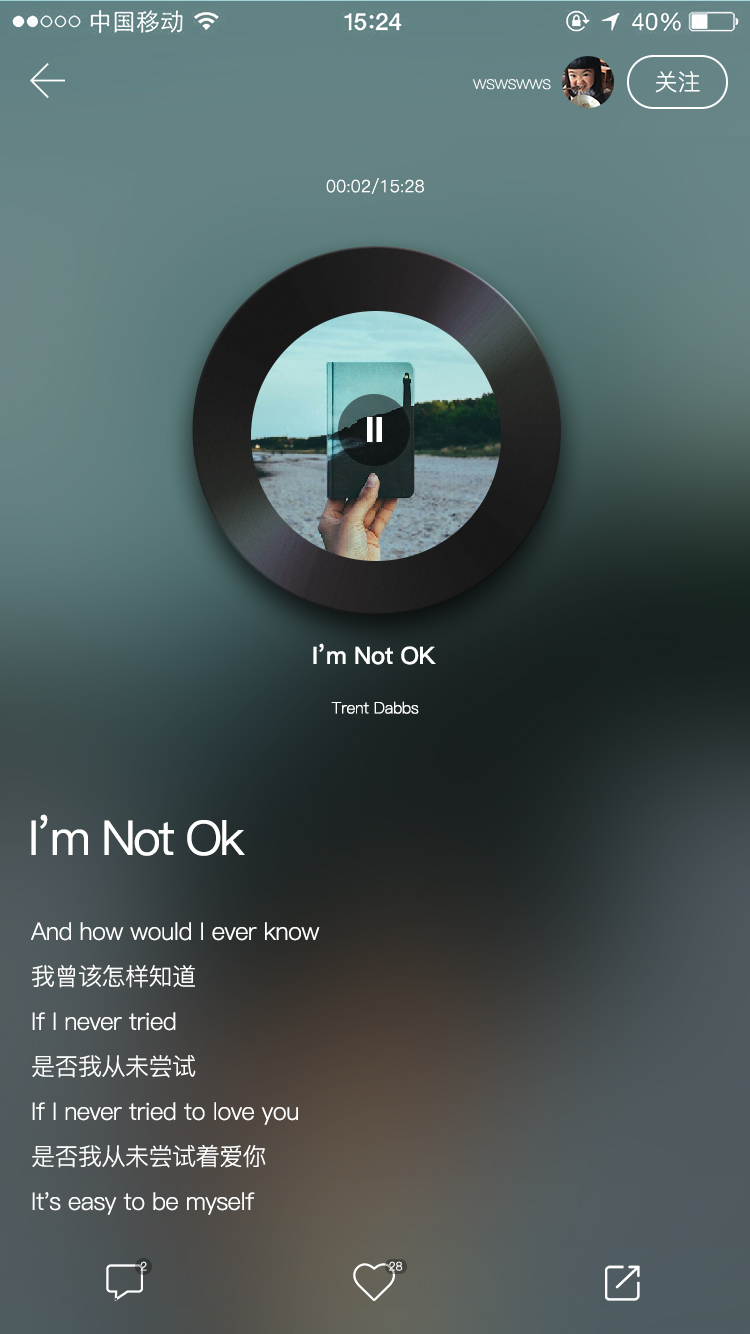 中国移动 15:24 40%
wswswws 关注
00:02/15:28
I'm Not OK
Trent Dabbs
I'm Not Ok
And how would I ever know
我曾该怎样知道
If I never tried
是否我从未尝试
If I never tried to love you
是否我从未尝试着爱你
It's easy to be myself
2 28